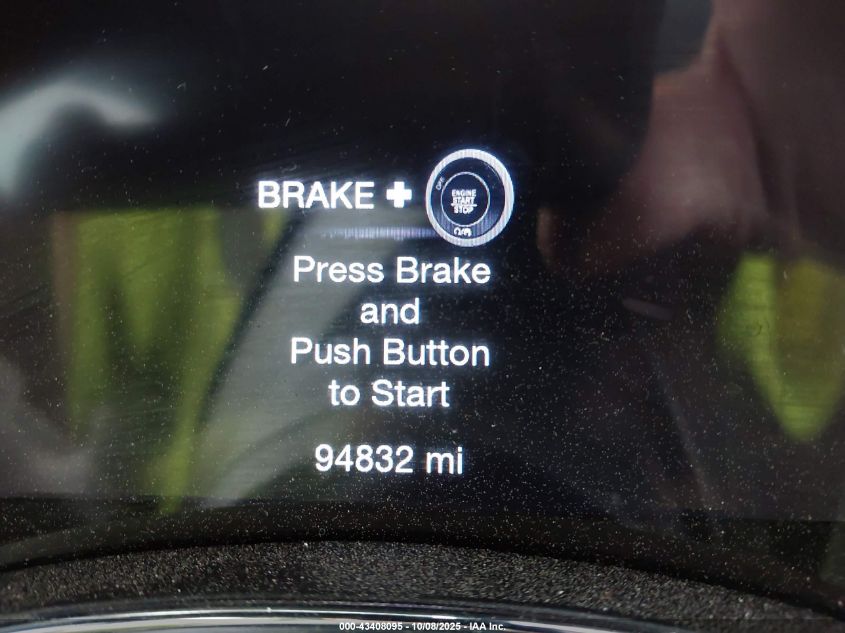 BRAKE +
OFF
ENGINE
START
STOP
Press Brake
and
Push Button
to Start
94832 mi
000-43408095 - 10/08/2025 - IAA Inc.